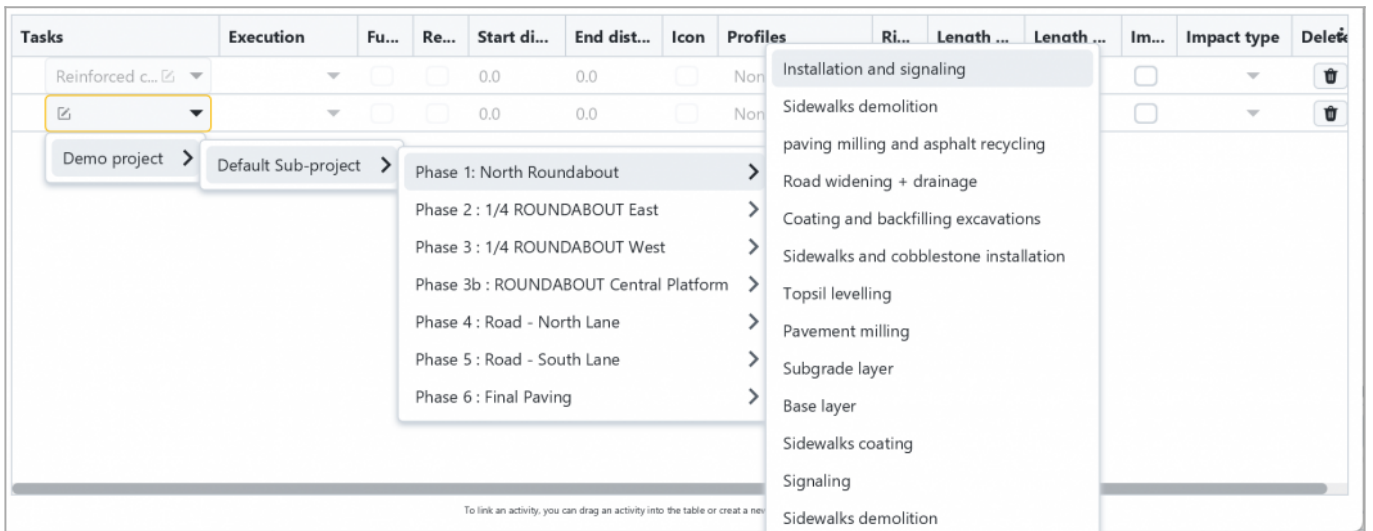 Tasks Execution Fu... Re... Start di... End dist... Icon Profiles Ri... Length ... Length ... Im... Impact type Delete
Reinforced c... 0.0 0.0 Non
0.0 0.0 Non
Demo project
Default Sub-project
Phase 1: North Roundabout
Phase 2 : 1/4 ROUNDABOUT East
Phase 3 : 1/4 ROUNDABOUT West
Phase 3b : ROUNDABOUT Central Platform
Phase 4 : Road - North Lane
Phase 5 : Road - South Lane
Phase 6 : Final Paving
Installation and signaling
Sidewalks demolition
paving milling and asphalt recycling
Road widening + drainage
Coating and backfilling excavations
Sidewalks and cobblestone installation
Topsil levelling
Pavement milling
Subgrade layer
Base layer
Sidewalks coating
Signaling
Sidewalks demolition
To link an activity, you can drag an activity into the table or creat a new